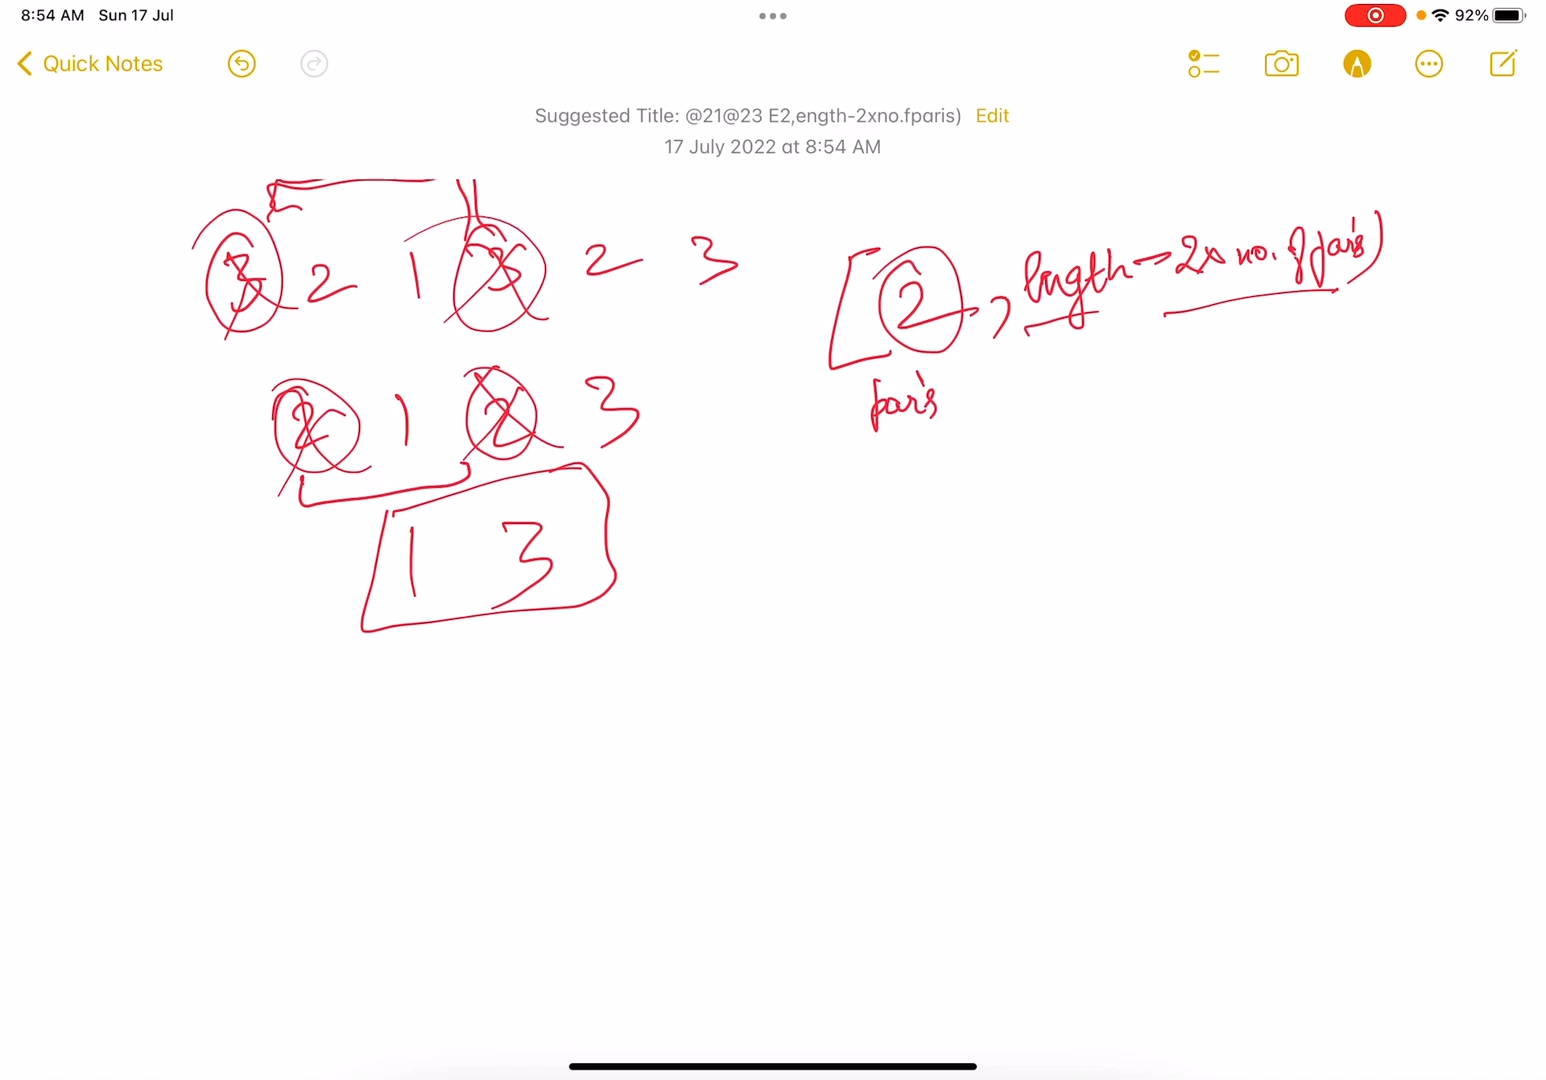 8:54 AM Sun 17 Jul
92%
Quick Notes
Suggested Title: @21@23 E2,ength-2xno.fparis) Edit
17 July 2022 at 8:54 AM
3 2 1 3 2 3
[2, length - 2x no. of pairs)
pairs
2 1 2 3
1 3